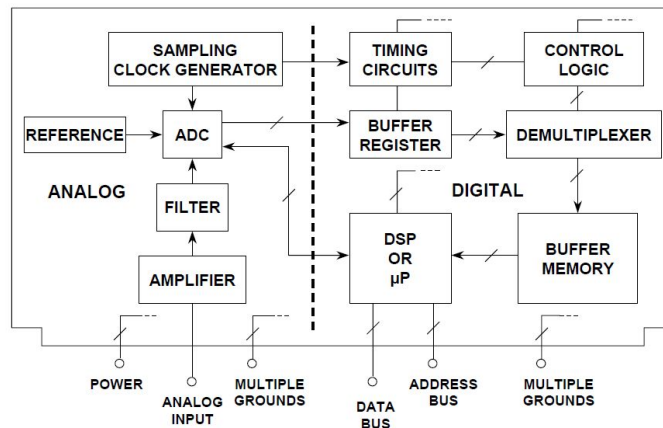 SAMPLING
CLOCK GENERATOR
TIMING
CIRCUITS
CONTROL
LOGIC
REFERENCE
ADC
BUFFER
REGISTER
DEMULTIPLEXER
ANALOG
DIGITAL
FILTER
DSP
OR
µP
BUFFER
MEMORY
AMPLIFIER
POWER
ANALOG
INPUT
MULTIPLE
GROUNDS
DATA
BUS
ADDRESS
BUS
MULTIPLE
GROUNDS